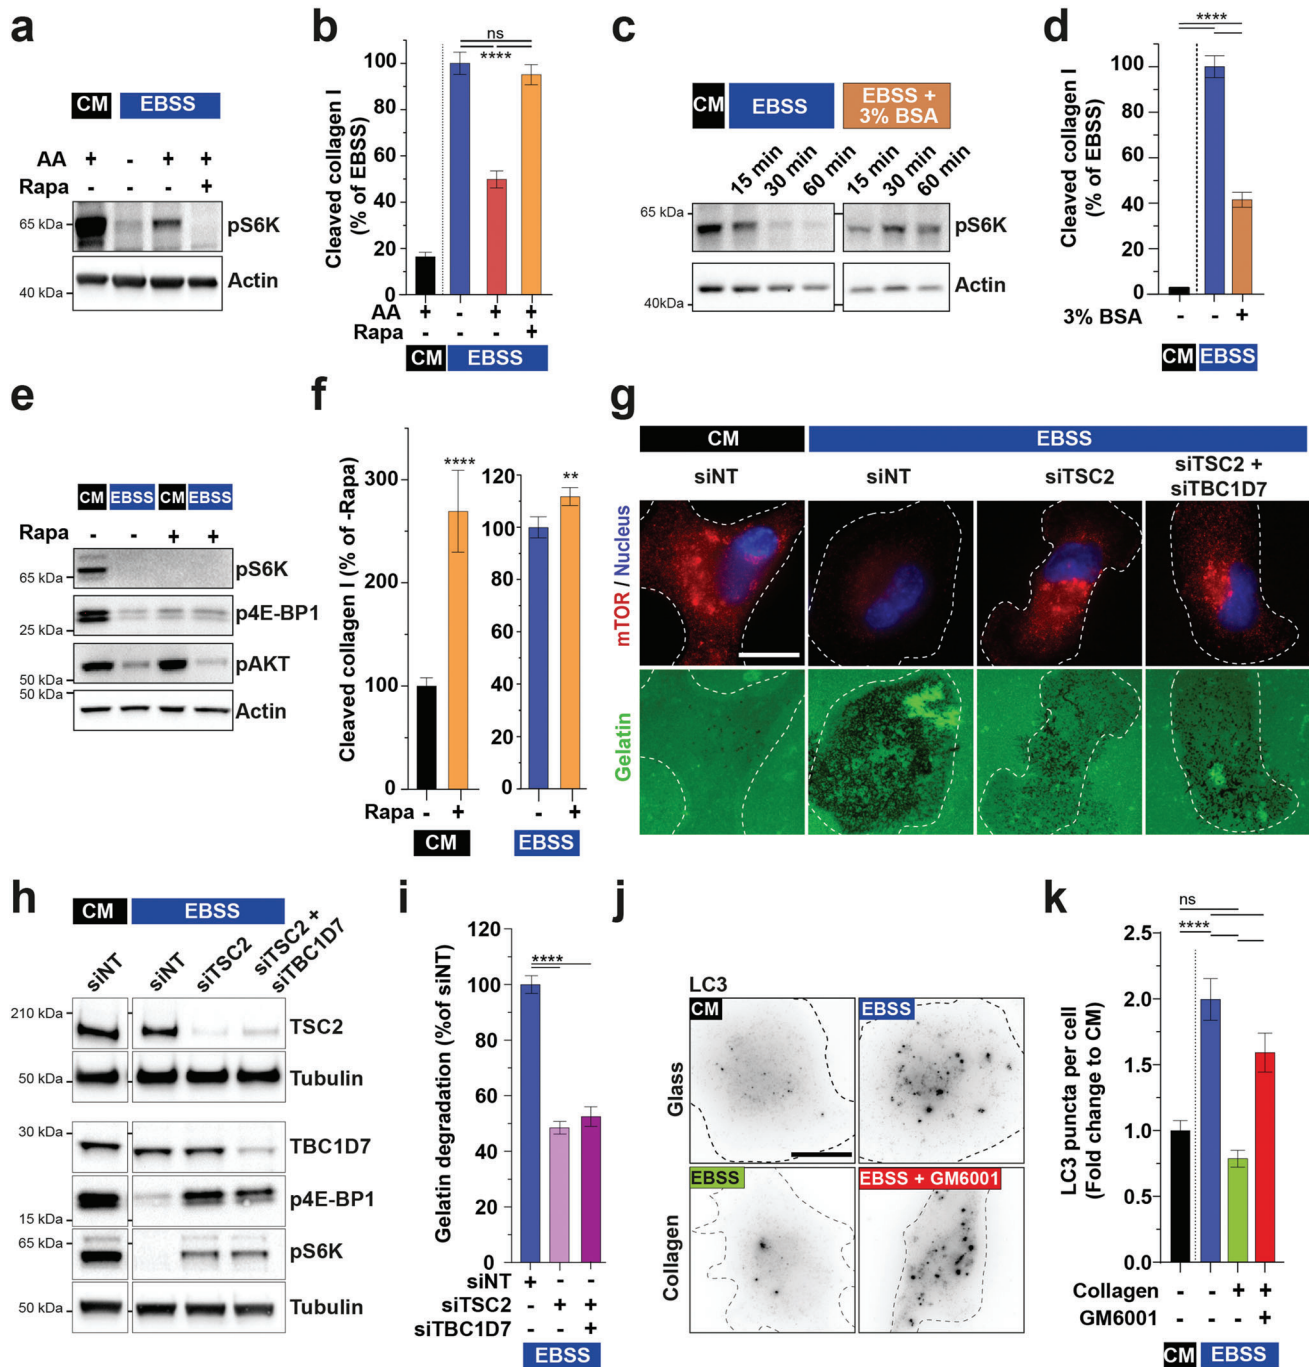 a
CM EBSS
AA + - + +
Rapa - - - +
65 kDa pS6K
Actin
40 kDa
b
Cleaved collagen I
(% of EBSS)
120
100
80
60
40
20
0
ns
****
AA + - + +
Rapa - - - +
CM EBSS
c
CM EBSS EBSS +
3% BSA
15 min 30 min 60 min 15 min 30 min 60 min
65 kDa
pS6K
Actin
40kDa
d
Cleaved collagen I
(% of EBSS)
120
100
80
60
40
20
0
****
3% BSA - - +
CM EBSS
e
CM EBSS CM EBSS
Rapa - - + +
pS6K
65 kDa
p4E-BP1
25 kDa
pAKT
50 kDa
50 kDa
Actin
f
Cleaved collagen I (% of -Rapa)
300
200
100
0
****
120
100
80
60
40
20
0
**
Rapa - + - +
CM EBSS
g
CM EBSS
siNT siNT siTSC2 siTSC2 +
siTBC1D7
mTOR / Nucleus
Gelatin
h
CM EBSS
siNT siNT siTSC2 siTSC2 +
siTBC1D7
210 kDa
TSC2
50 kDa Tubulin
30 kDa
TBC1D7
p4E-BP1
15 kDa
65 kDa
pS6K
50 kDa Tubulin
i
Gelatin degradation (%of siNT)
120
100
80
60
40
20
0
****
siNT + - -
siTSC2 - + +
siTBC1D7 - - +
EBSS
j
LC3
CM EBSS
Glass
EBSS EBSS + GM6001
Collagen
k
LC3 puncta per cell
(Fold change to CM)
2.5
2.0
1.5
1.0
0.5
0.0
ns
****
Collagen - - + +
GM6001 - - - +
CM EBSS